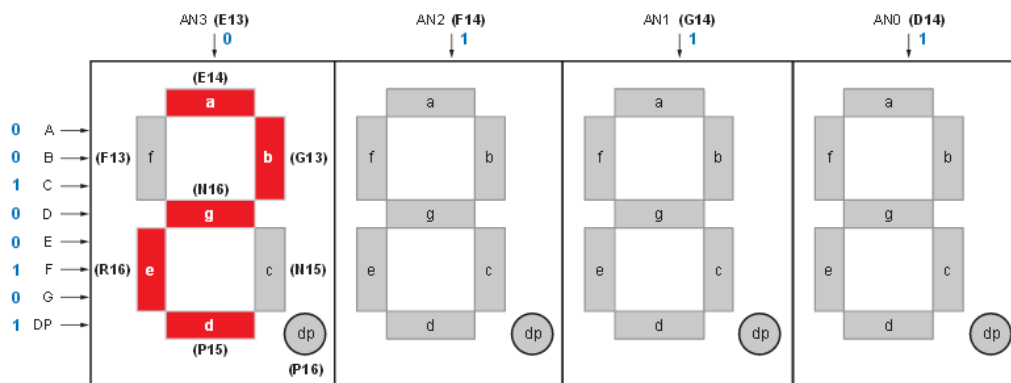 AN3 (E13) AN2 (F14) AN1 (G14) AN0 (D14)
0 1 1 1
(E14)
a a a a
0 A
0 B (F13) f b (G13) f b f b f b
1 C
(N16)
0 D g g g g
0 E
1 F (R16) e c (N15) e c e c e c
0 G
1 DP d dp d dp d dp d dp
(P15)
(P16)